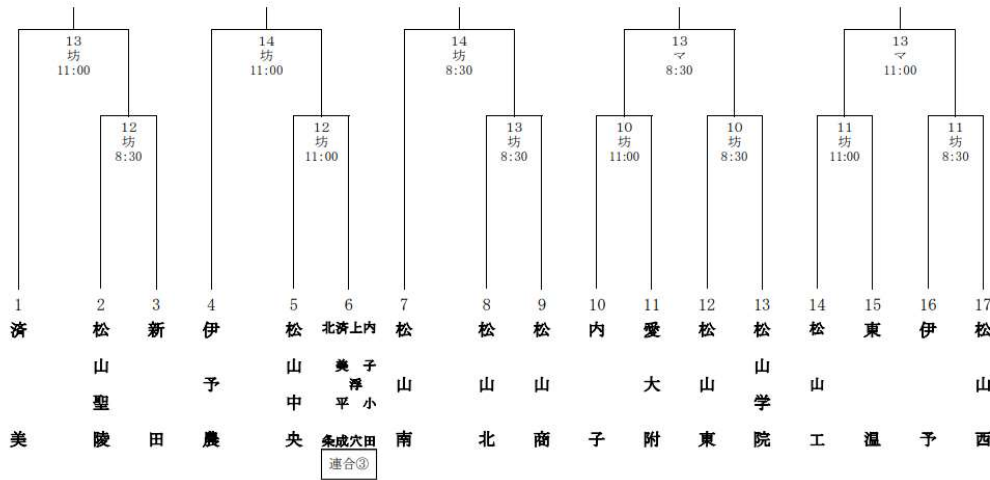 13
坊
11:00
14
坊
11:00
14
坊
8:30
13
マ
8:30
13
マ
11:00
12
坊
8:30
12
坊
11:00
13
坊
8:30
10
坊
11:00
10
坊
8:30
11
坊
11:00
11
坊
8:30
1
済美
2
松山聖陵
3
新田
4
伊予農
5
松山中央
6
内子小田
上浮穴
済美平成
北条
連合③
7
松山南
8
松山北
9
松山商
10
内子
11
愛大附
12
松山東
13
松山学院
14
松山工
15
東温
16
伊予
17
松山西